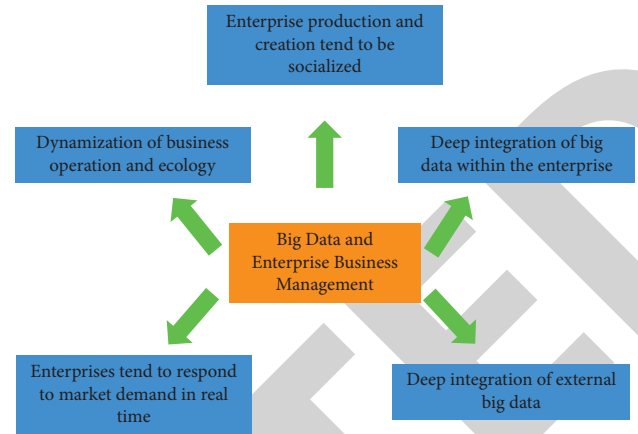 Enterprise production and
creation tend to be
socialized
Dynamization of business
operation and ecology
Deep integration of big
data within the enterprise
Big Data and
Enterprise Business
Management
Enterprises tend to respond
to market demand in real
time
Deep integration of external
big data